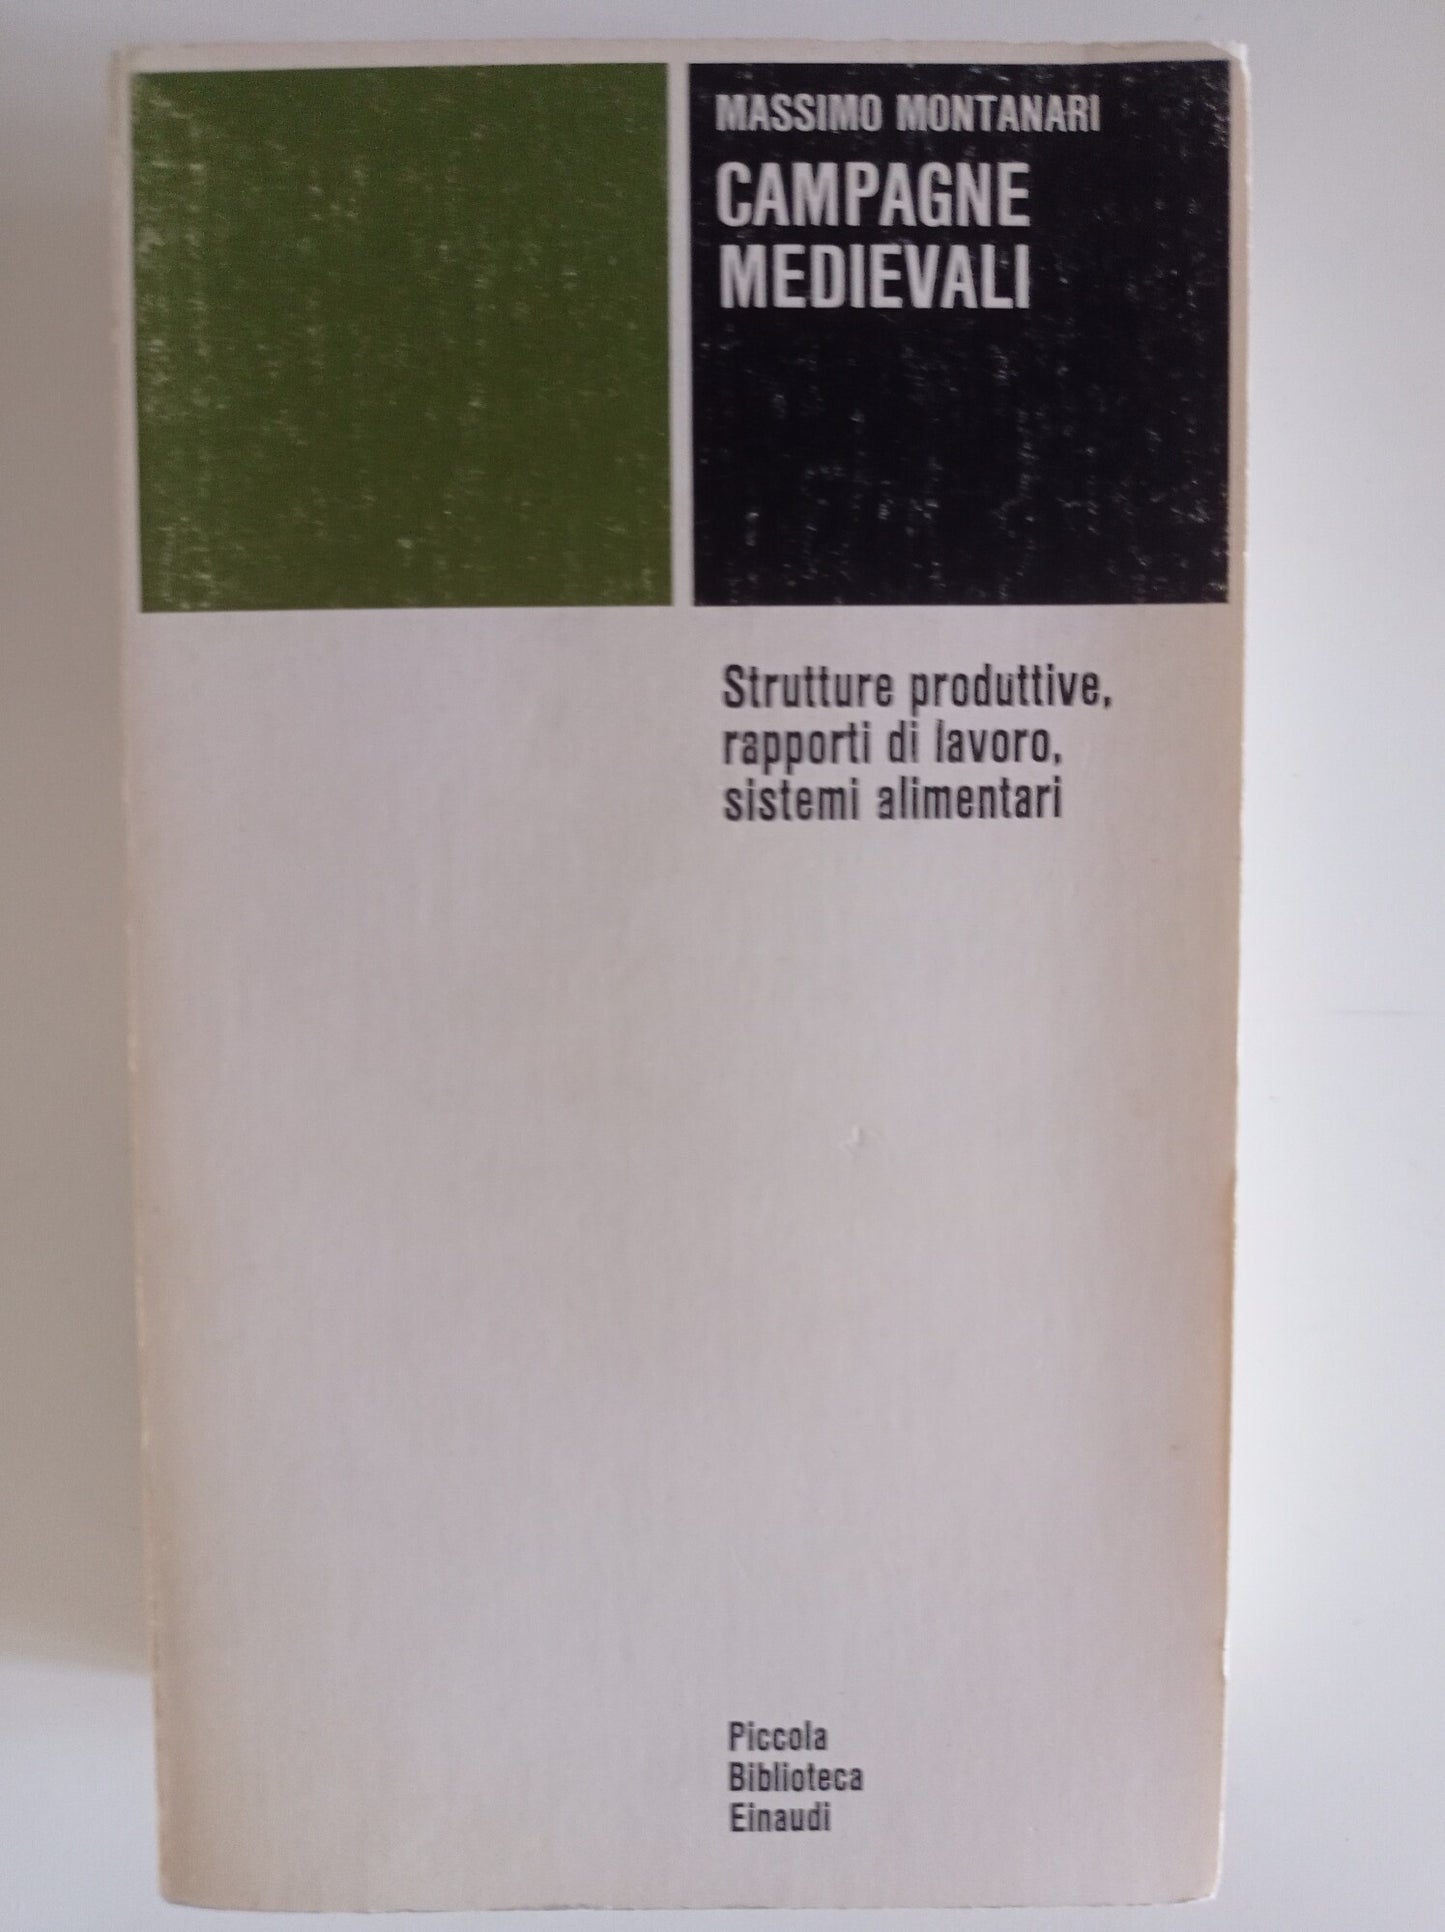 MASSIMO MONTANARI
CAMPAGNE
MEDIEVALI
Strutture produttive,
rapporti di lavoro,
sistemi alimentari
Piccola
Biblioteca
Einaudi